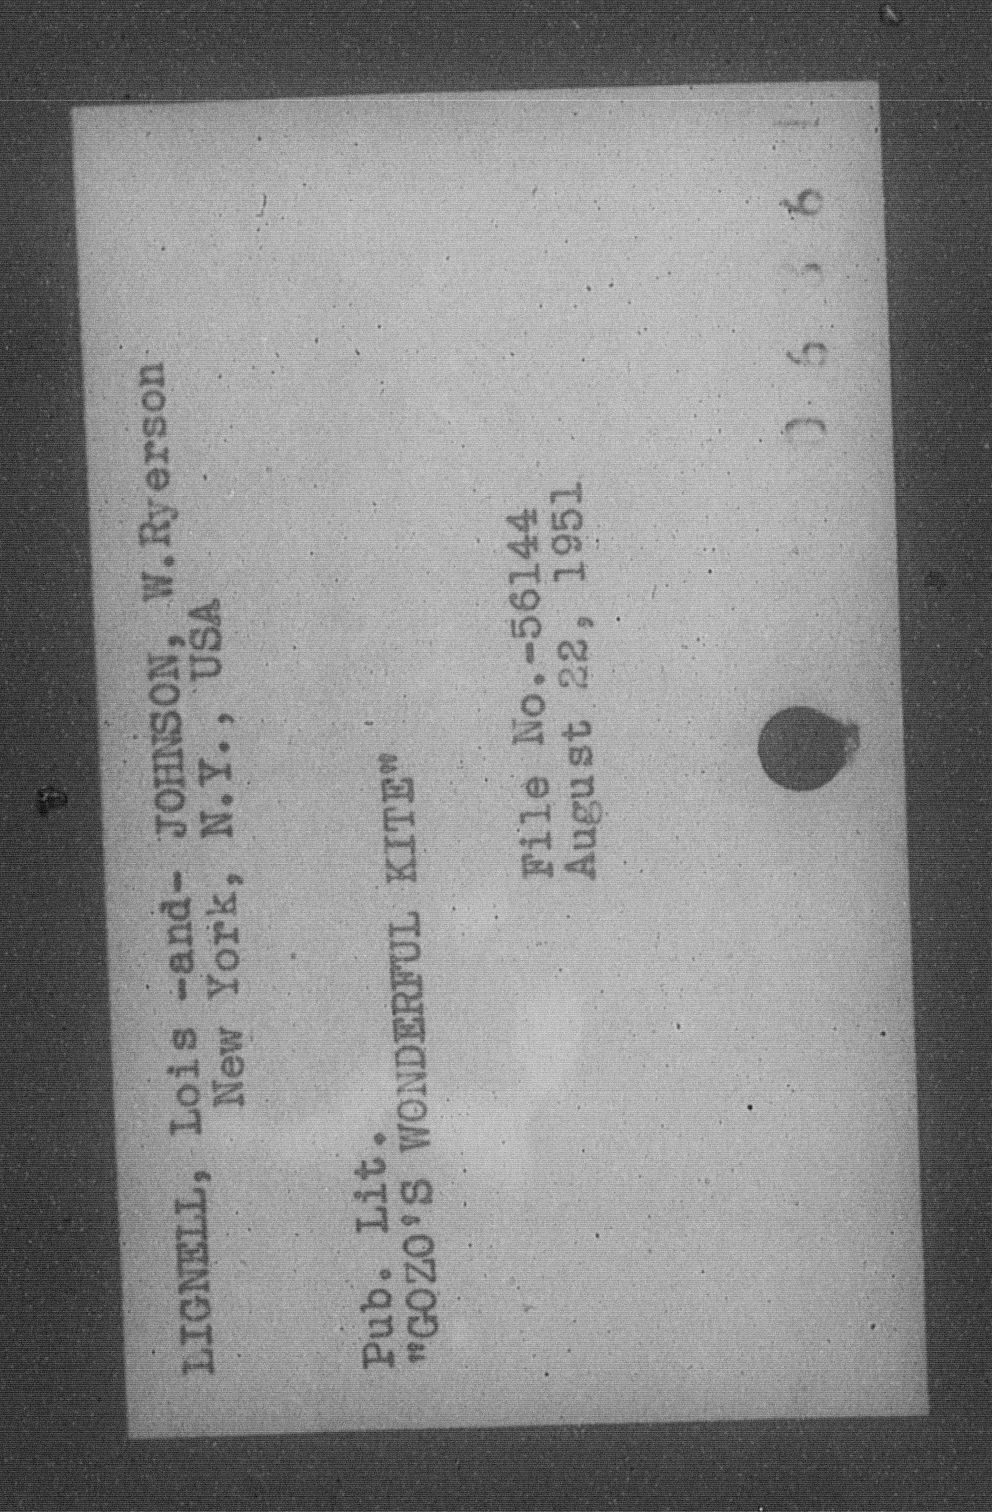 LIGNELL, Lois -and- JOHNSON, W.Ryerson
New York, N.Y., USA
Pub. Lit.
"GOZO'S WONDERFUL KITE"
File No.-56144
August 22, 1951